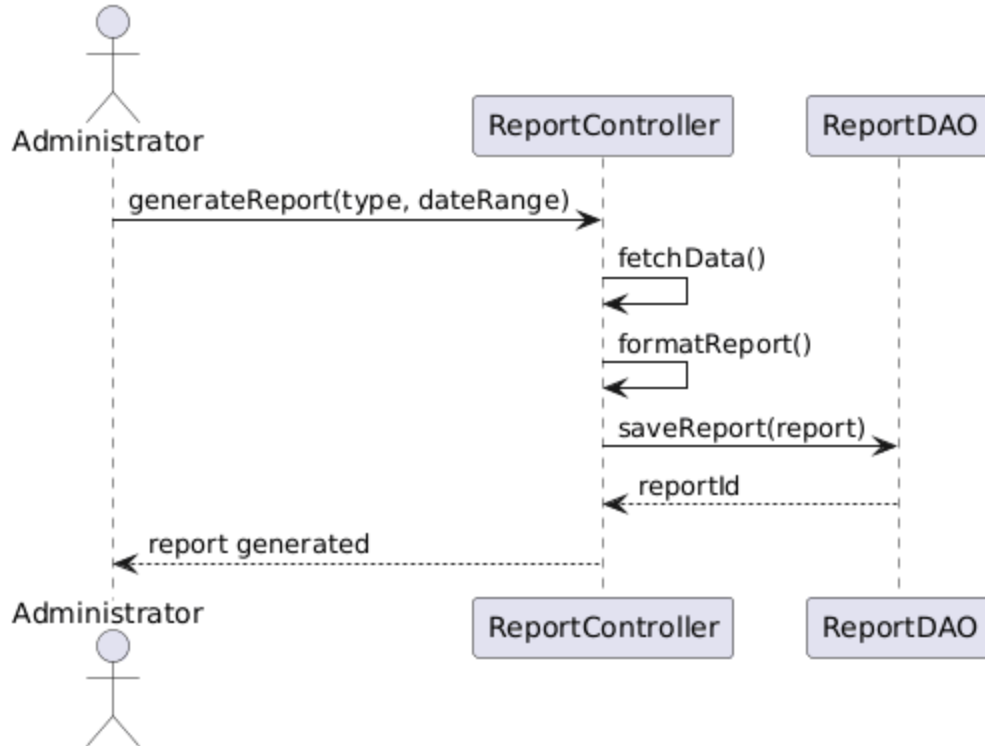 Administrator
ReportController
ReportDAO
generateReport(type, dateRange)
fetchData()
formatReport()
saveReport(report)
reportId
report generated
Administrator
ReportController
ReportDAO